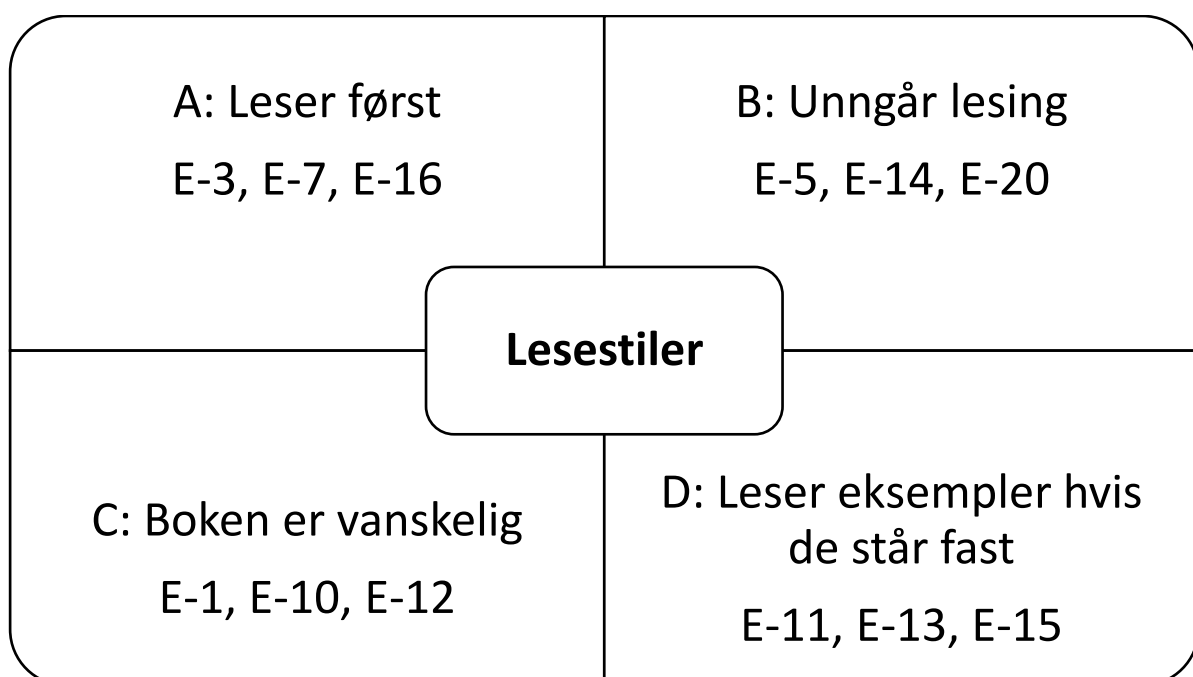 A: Leser først
E-3, E-7, E-16
B: Unngår lesing
E-5, E-14, E-20
Lesestiler
C: Boken er vanskelig
E-1, E-10, E-12
D: Leser eksempler hvis
de står fast
E-11, E-13, E-15